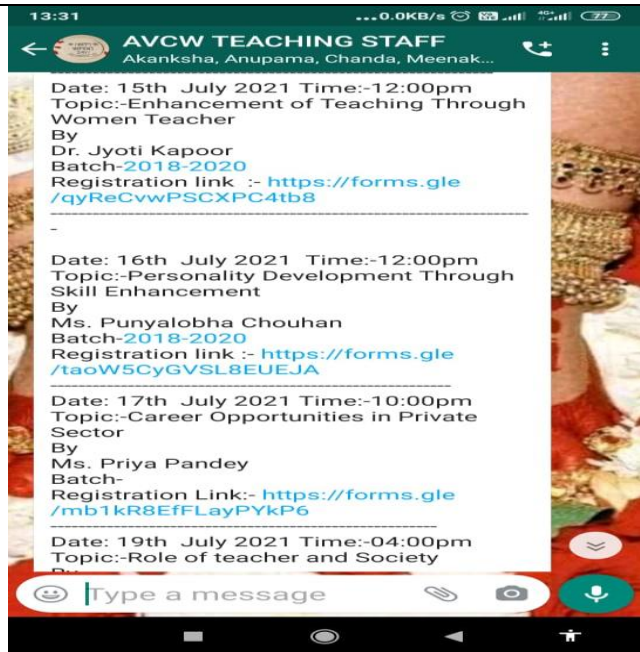 13:31
...0.0KB/s 4G+ 77
AVCW TEACHING STAFF
Akanksha, Anupama, Chanda, Meenak...
Date: 15th July 2021 Time:-12:00pm
Topic:-Enhancement of Teaching Through
Women Teacher
By
Dr. Jyoti Kapoor
Batch-2018-2020
Registration link :- https://forms.gle
/qyReCvwPSCXPC4tb8
-
Date: 16th July 2021 Time:-12:00pm
Topic:-Personality Development Through
Skill Enhancement
By
Ms. Punyalobha Chouhan
Batch-2018-2020
Registration link :- https://forms.gle
/taoW5CyGVSL8EUEJA
Date: 17th July 2021 Time:-10:00pm
Topic:-Career Opportunities in Private
Sector
By
Ms. Priya Pandey
Batch-
Registration Link:- https://forms.gle
/mb1kR8EfFLayPYkP6
Date: 19th July 2021 Time:-04:00pm
Topic:-Role of teacher and Society
By
Type a message